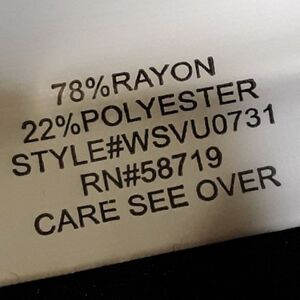 78%RAYON
22%POLYESTER
STYLE#WSVU0731
RN#58719
CARE SEE OVER